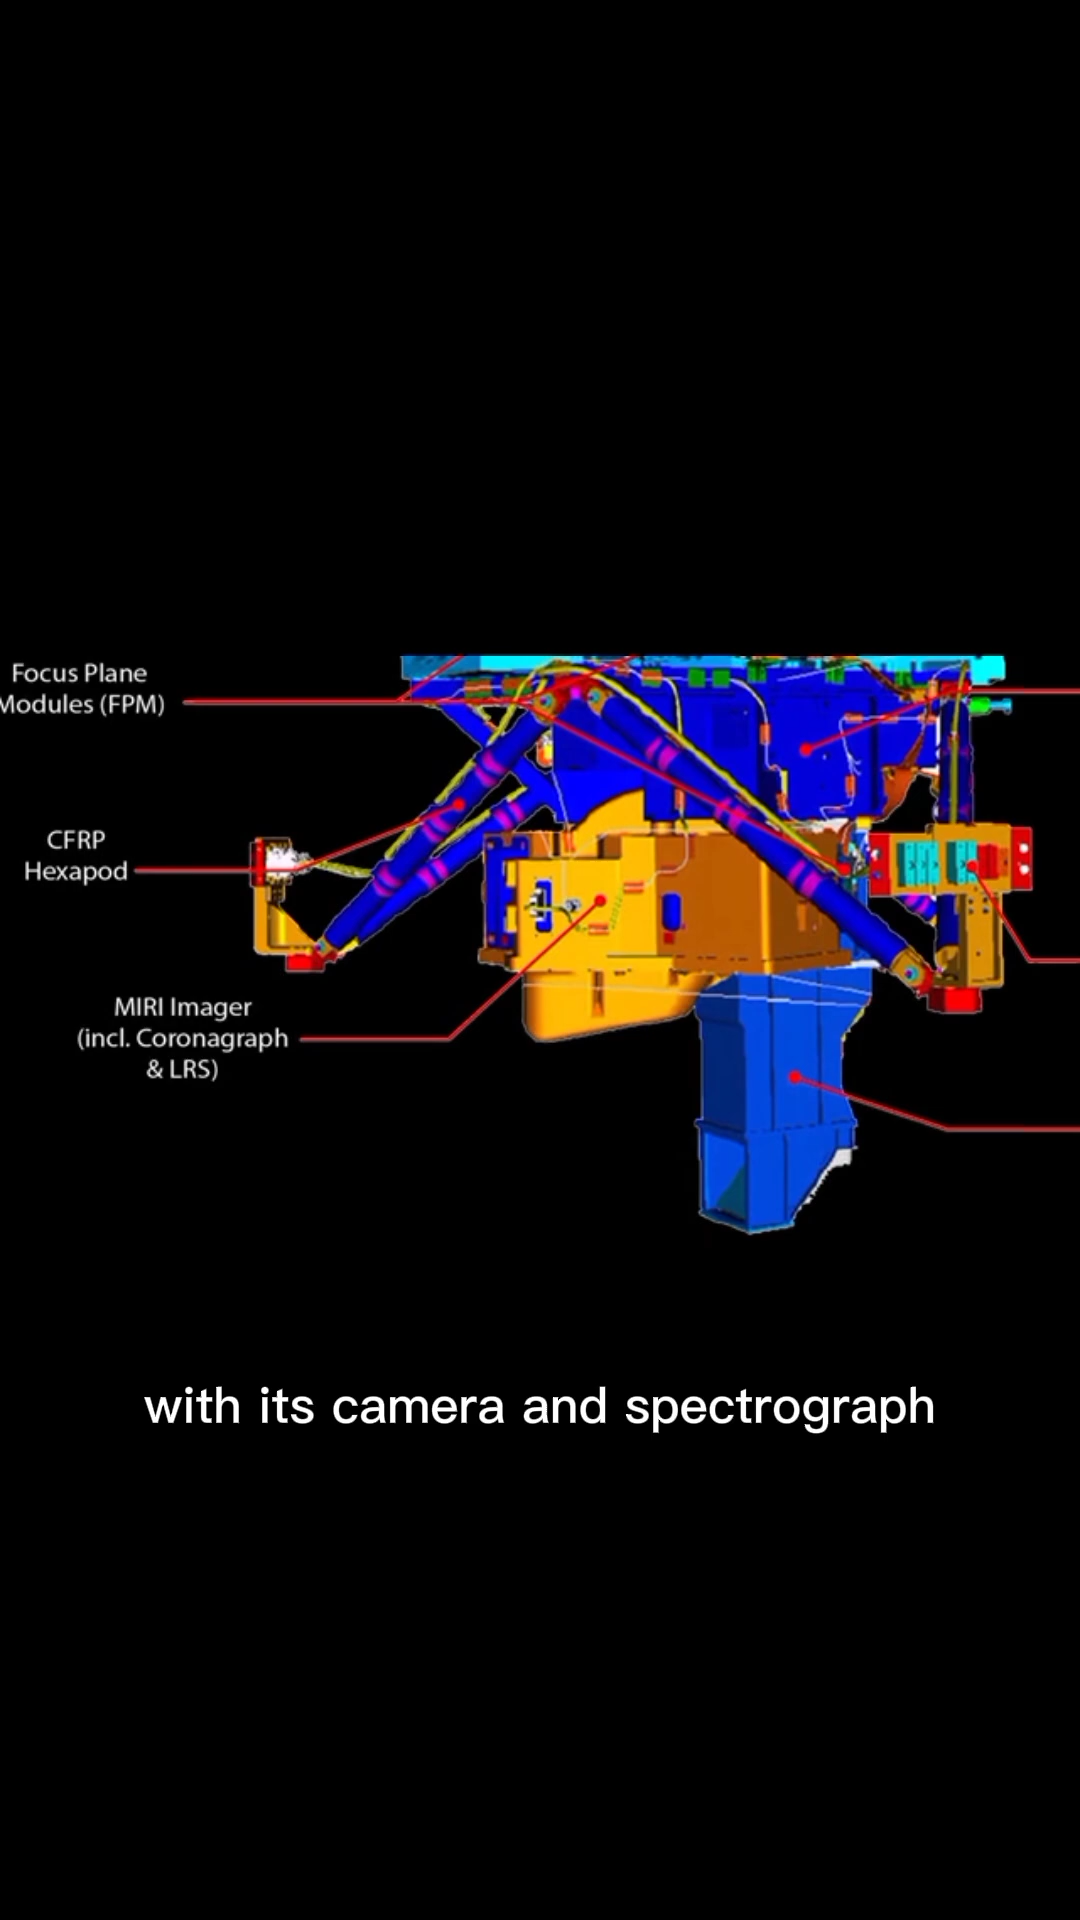 Focus Plane
Modules (FPM)
CFRP
Hexapod
MIRI Imager
(incl. Coronagraph
& LRS)
with its camera and spectrograph